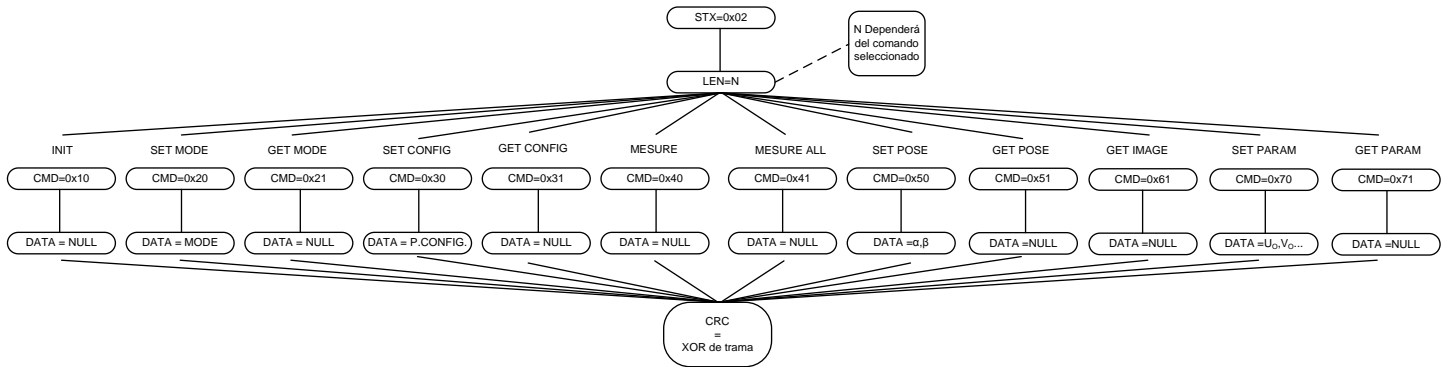 STX=0x02
N Dependerá
del comando
seleccionado
LEN=N
INIT
SET MODE
GET MODE
SET CONFIG
GET CONFIG
MESURE
MESURE ALL
SET POSE
GET POSE
GET IMAGE
SET PARAM
GET PARAM
CMD=0x10
CMD=0x20
CMD=0x21
CMD=0x30
CMD=0x31
CMD=0x40
CMD=0x41
CMD=0x50
CMD=0x51
CMD=0x61
CMD=0x70
CMD=0x71
DATA = NULL
DATA = MODE
DATA = NULL
DATA = P.CONFIG.
DATA = NULL
DATA = NULL
DATA = NULL
DATA =α,β
DATA =NULL
DATA =NULL
DATA =U₀,V₀...
DATA =NULL
CRC
=
XOR de trama